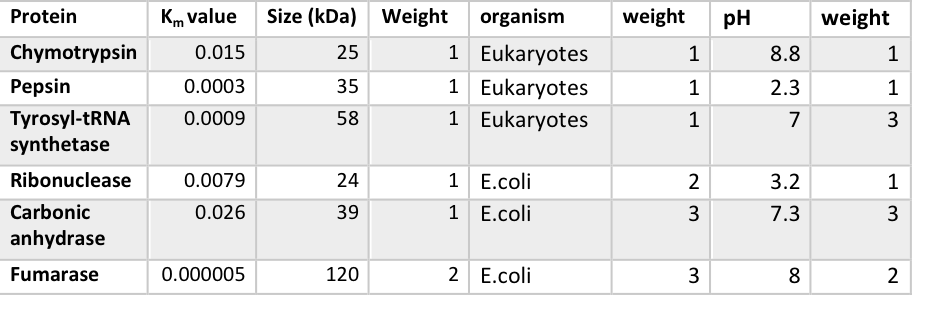 Protein Km value Size (kDa) Weight organism weight pH weight
Chymotrypsin 0.015 25 1 Eukaryotes 1 8.8 1
Pepsin 0.0003 35 1 Eukaryotes 1 2.3 1
Tyrosyl-tRNA 0.0009 58 1 Eukaryotes 1 7 3
synthetase
Ribonuclease 0.0079 24 1 E.coli 2 3.2 1
Carbonic 0.026 39 1 E.coli 3 7.3 3
anhydrase
Fumarase 0.000005 120 2 E.coli 3 8 2